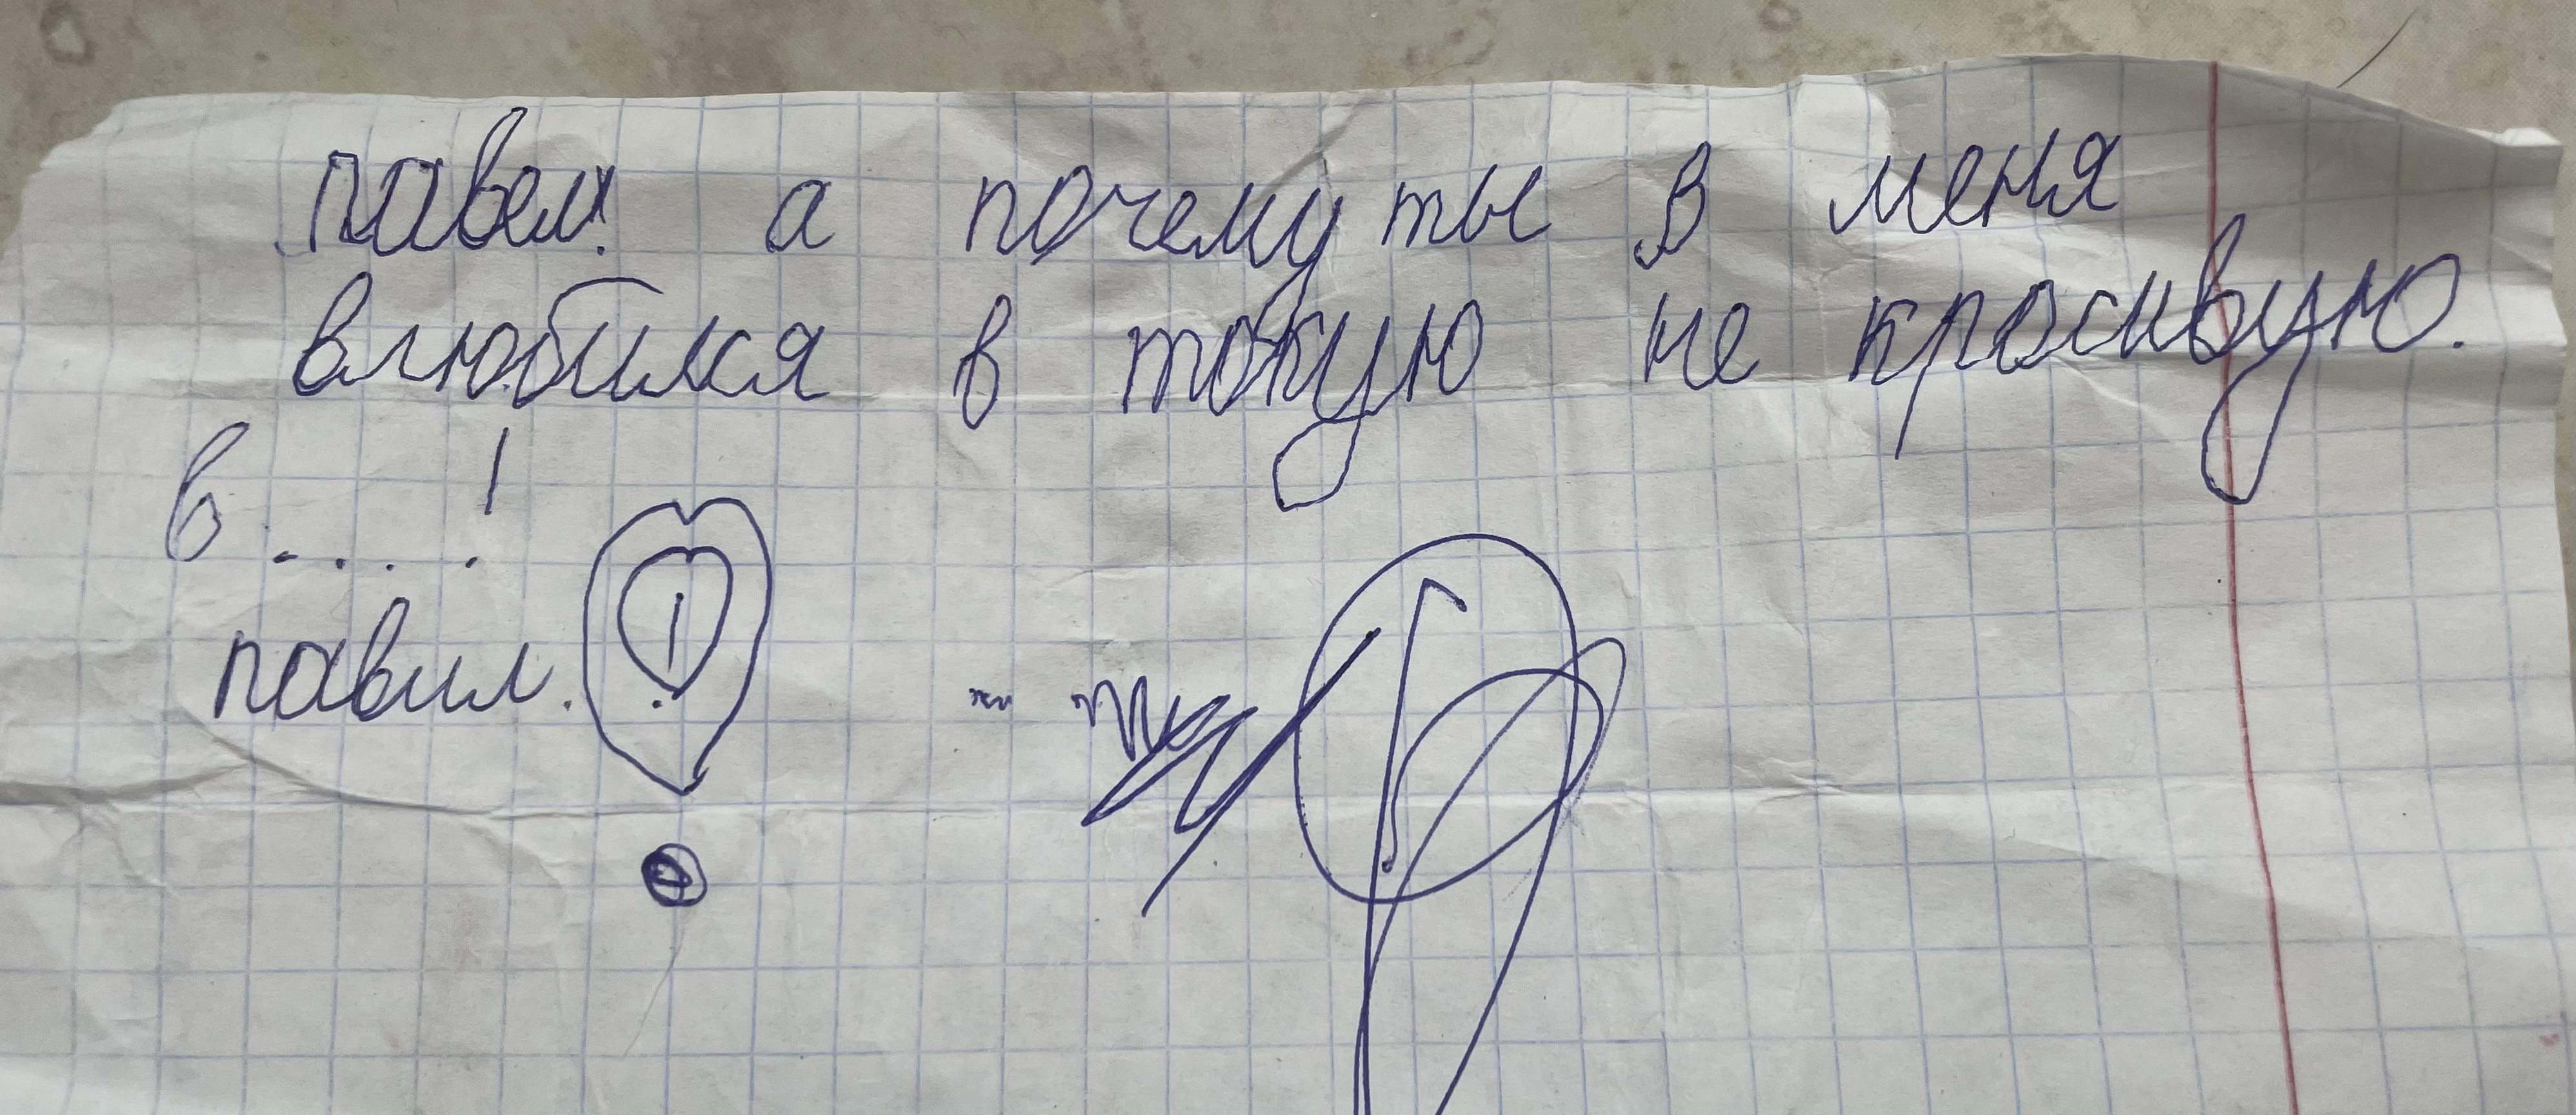 павел! а почему ты в меня
влюбился в такую не красивую.
в....!
павил.